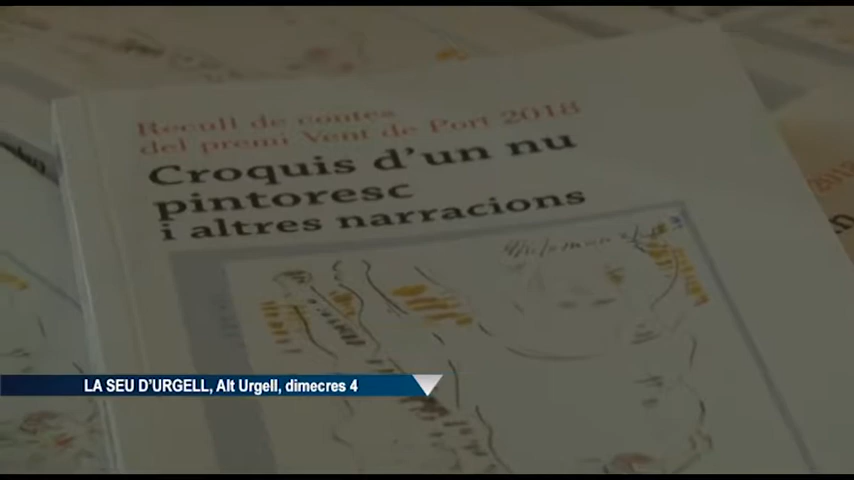 Recull de contes
del premi Vent de Port 2018
Croquis d'un nu
pintoresc
i altres narracions
LA SEU D'URGELL, Alt Urgell, dimecres 4